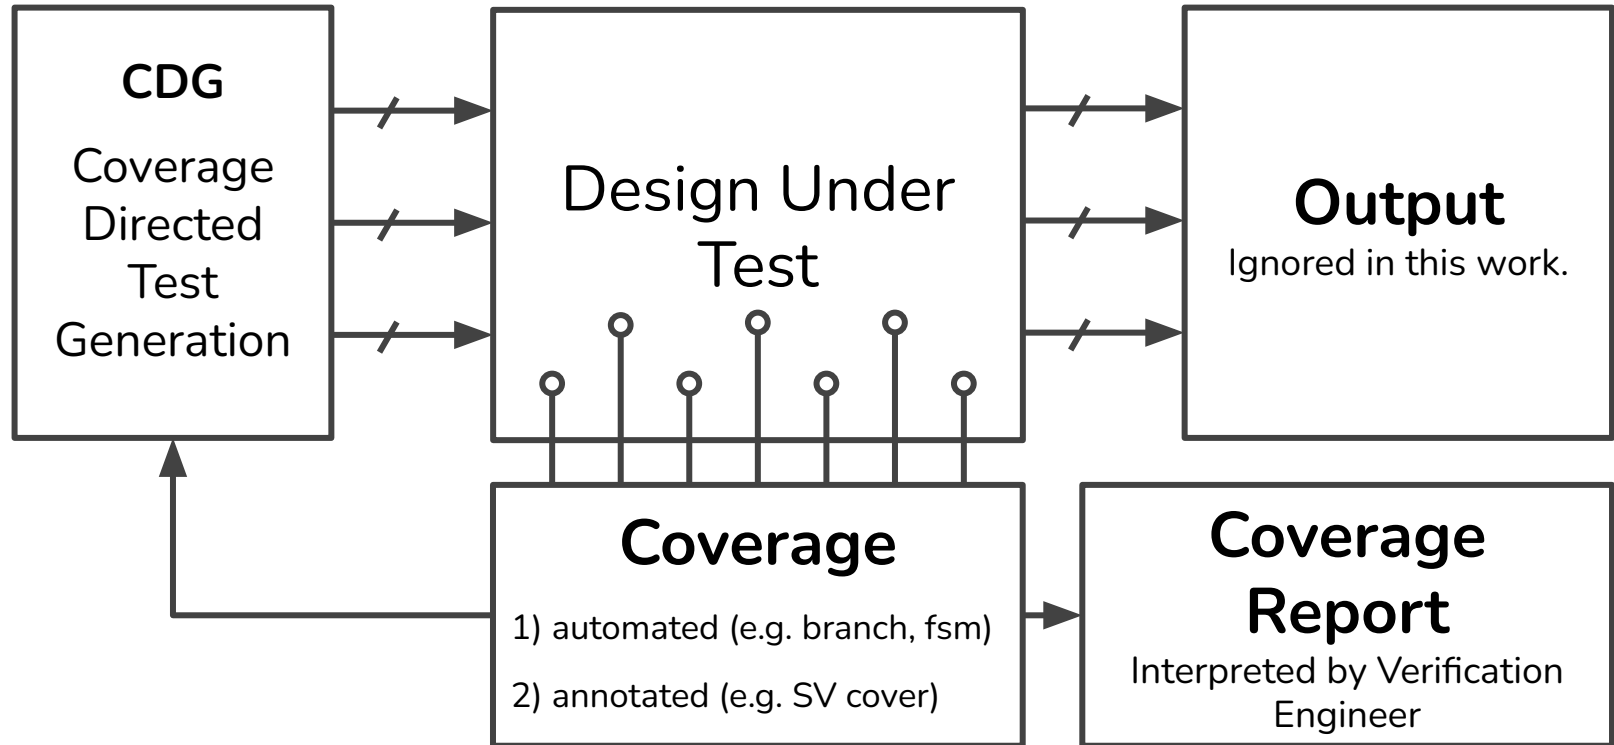 CDG
Coverage
Directed
Test
Generation
Design Under
Test
Output
Ignored in this work.
Coverage
1) automated (e.g. branch, fsm)
2) annotated (e.g. SV cover)
Coverage
Report
Interpreted by Verification
Engineer